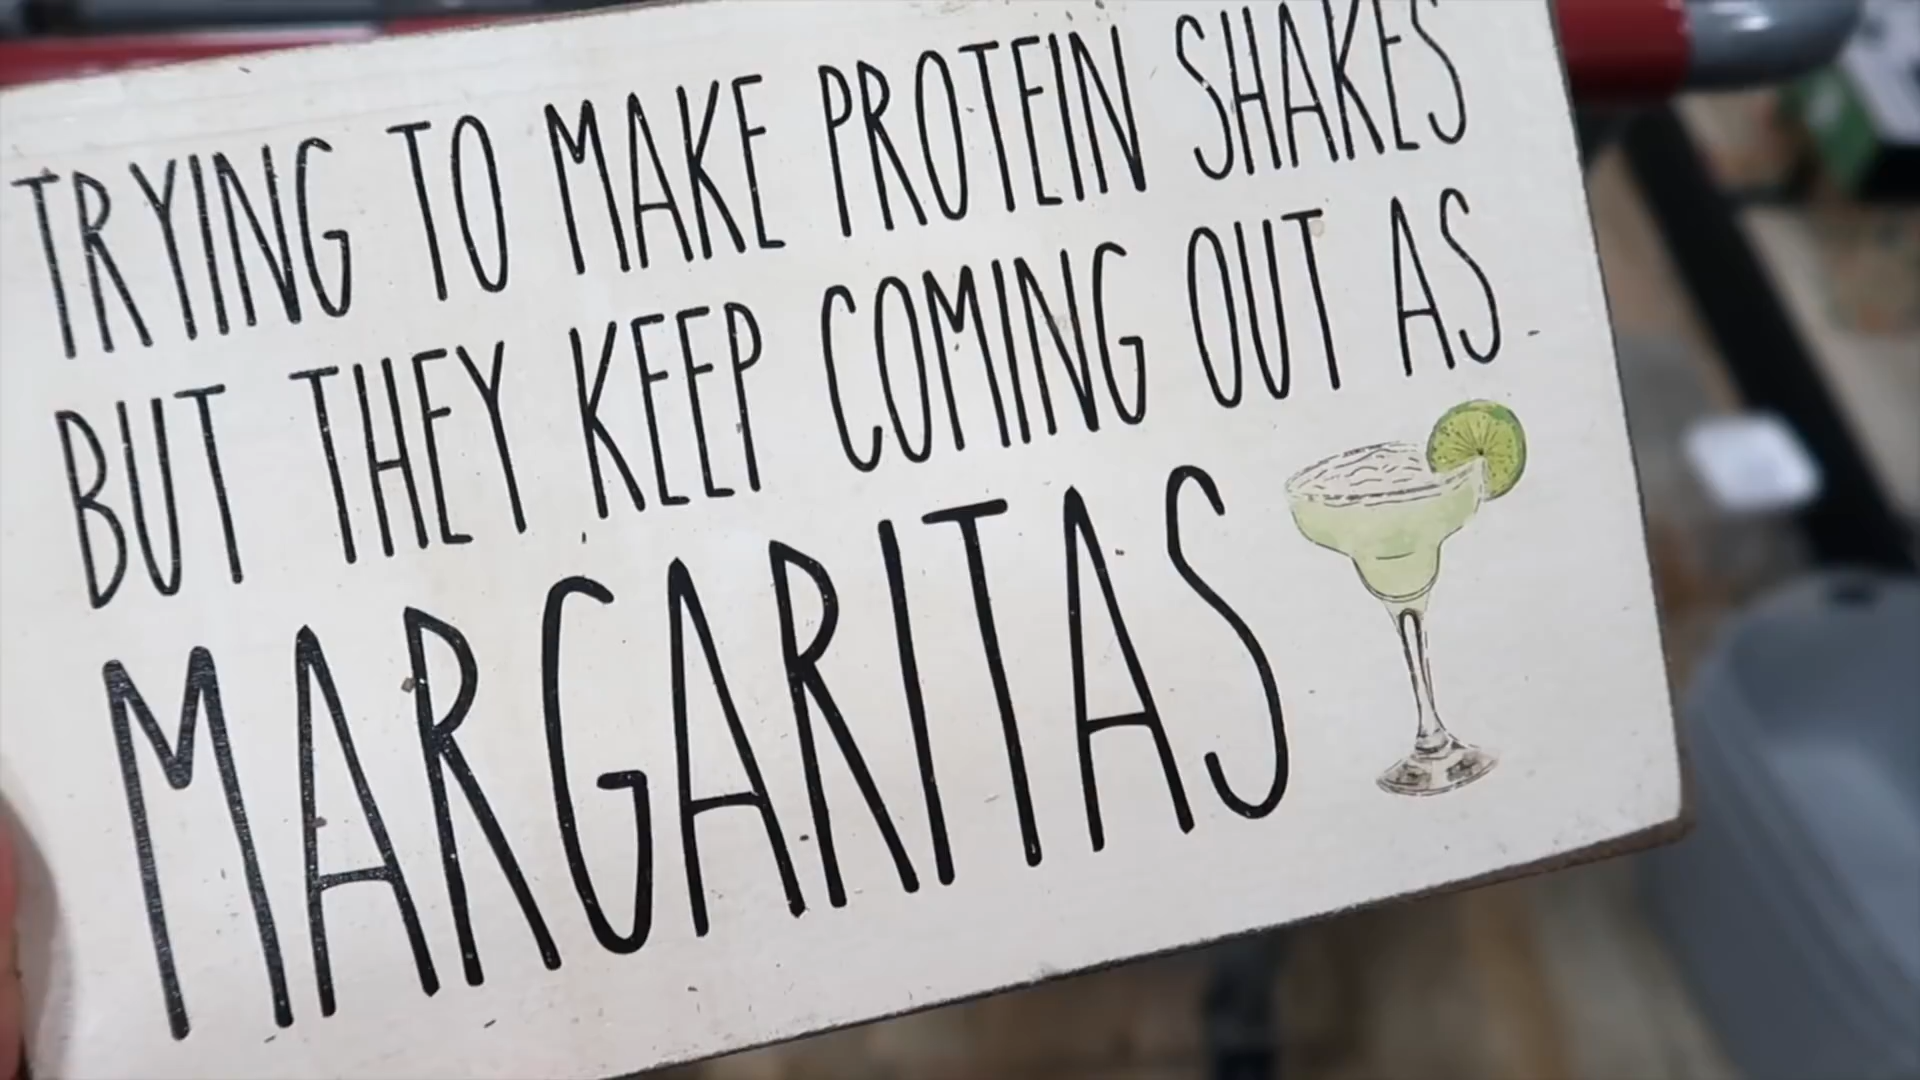 TRYING TO MAKE PROTEIN SHAKES
BUT THEY KEEP COMING OUT AS
MARGARITAS